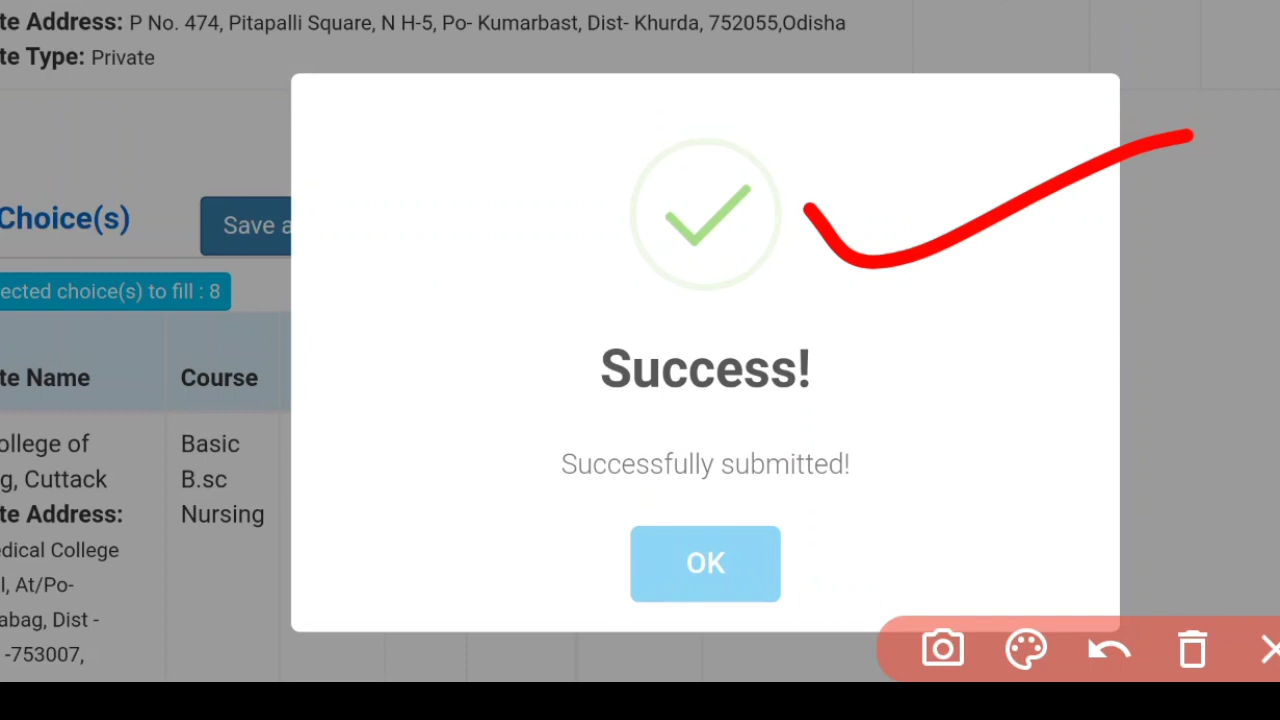 te Address: P No. 474, Pitapalli Square, N H-5, Po- Kumarbast, Dist- Khurda, 752055,Odisha
te Type: Private
Choice(s)
Save a
ected choice(s) to fill : 8
te Name
Course
ollege of
g, Cuttack
te Address:
edical College
l, At/Po-
abag, Dist -
-753007,
Basic
B.sc
Nursing
Success!
Successfully submitted!
OK